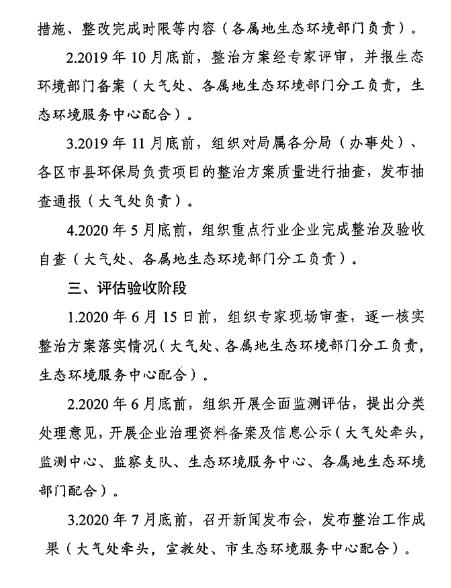 措施、整改完成时限等内容（各属地生态环境部门负责）。
2.2019 年 10 月底前，整治方案经专家评审，并报生态
环境部门备案（大气处、各属地生态环境部门分工负责，生
态环境服务中心配合）。
3.2019 年 11 月底前，组织对局属各分局（办事处）、
各区市县环保局负责项目的整治方案质量进行抽查，发布抽
查通报（大气处负责）。
4.2020 年 5 月底前，组织重点行业企业完成整治及验收
自查（大气处、各属地生态环境部门分工负责）。
三、评估验收阶段
1.2020 年 6 月 15 日前，组织专家现场审查，逐一核实
整治方案落实情况（大气处、各属地生态环境部门分工负责，
生态环境服务中心配合）。
2.2020 年 6 月底前，组织开展全面监测评估，提出分类
处理意见，开展企业治理资料备案及信息公示（大气处牵头，
监测中心、监察支队、生态环境服务中心、各属地生态环境
部门配合）。
3.2020 年 7 月底前，召开新闻发布会，发布整治工作成
果（大气处牵头，宣教处、市生态环境服务中心配合）。